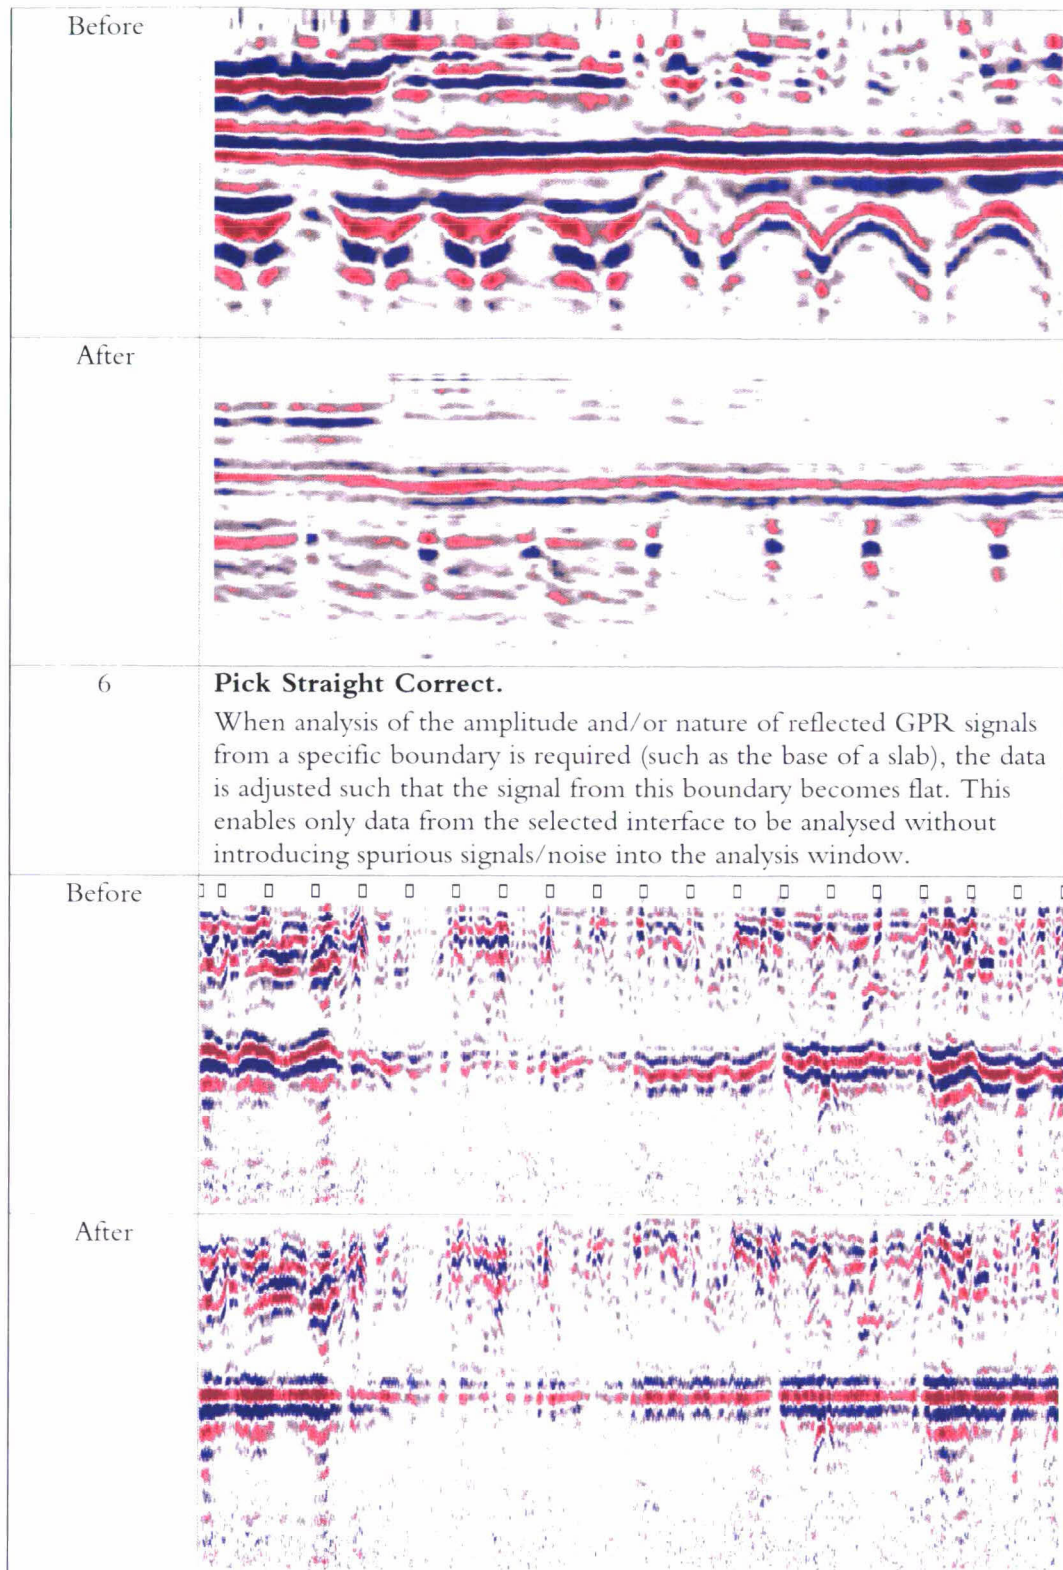 Before
After
6
Pick Straight Correct.
When analysis of the amplitude and/or nature of reflected GPR signals
from a specific boundary is required (such as the base of a slab), the data
is adjusted such that the signal from this boundary becomes flat. This
enables only data from the selected interface to be analysed without
introducing spurious signals/noise into the analysis window.
Before
After